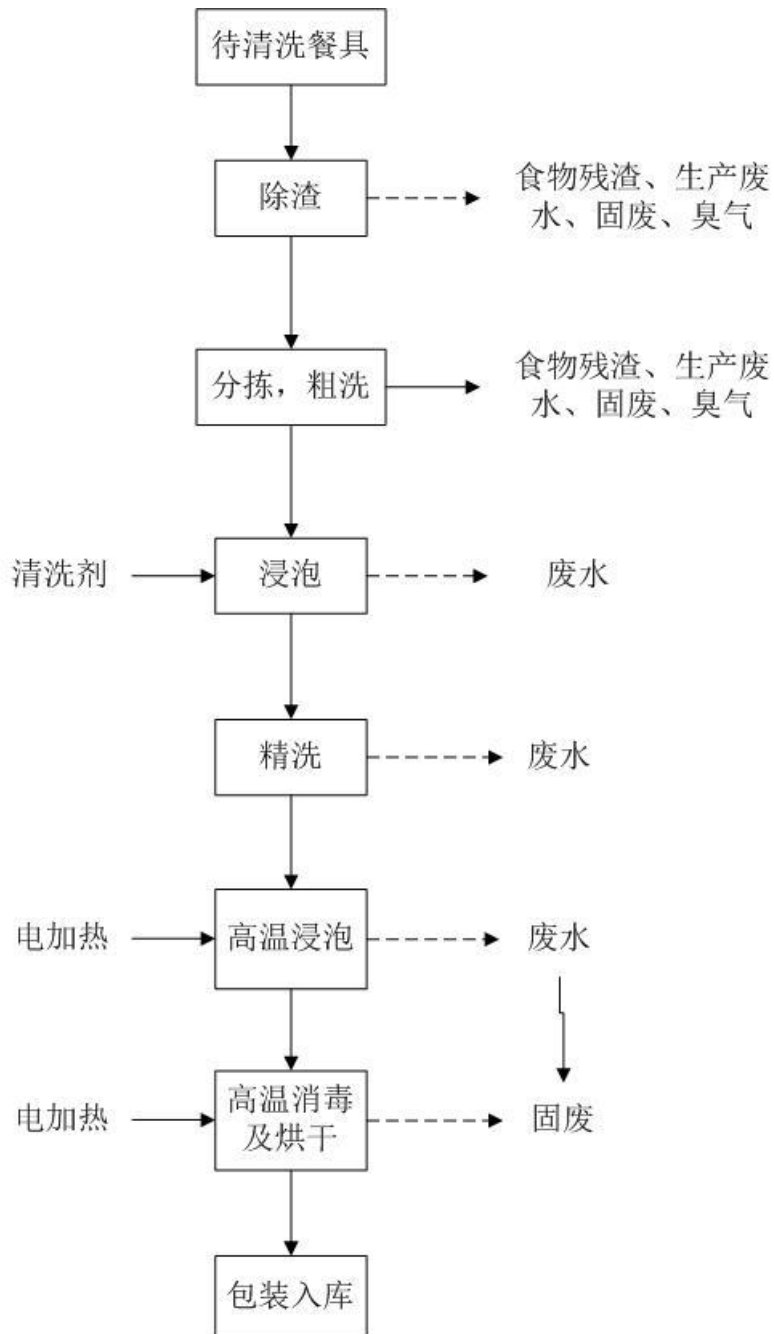 待清洗餐具
除渣
食物残渣、生产废
水、固废、臭气
分拣，粗洗
食物残渣、生产废
水、固废、臭气
清洗剂
浸泡
废水
精洗
废水
电加热
高温浸泡
废水
电加热
高温消毒
及烘干
固废
包装入库